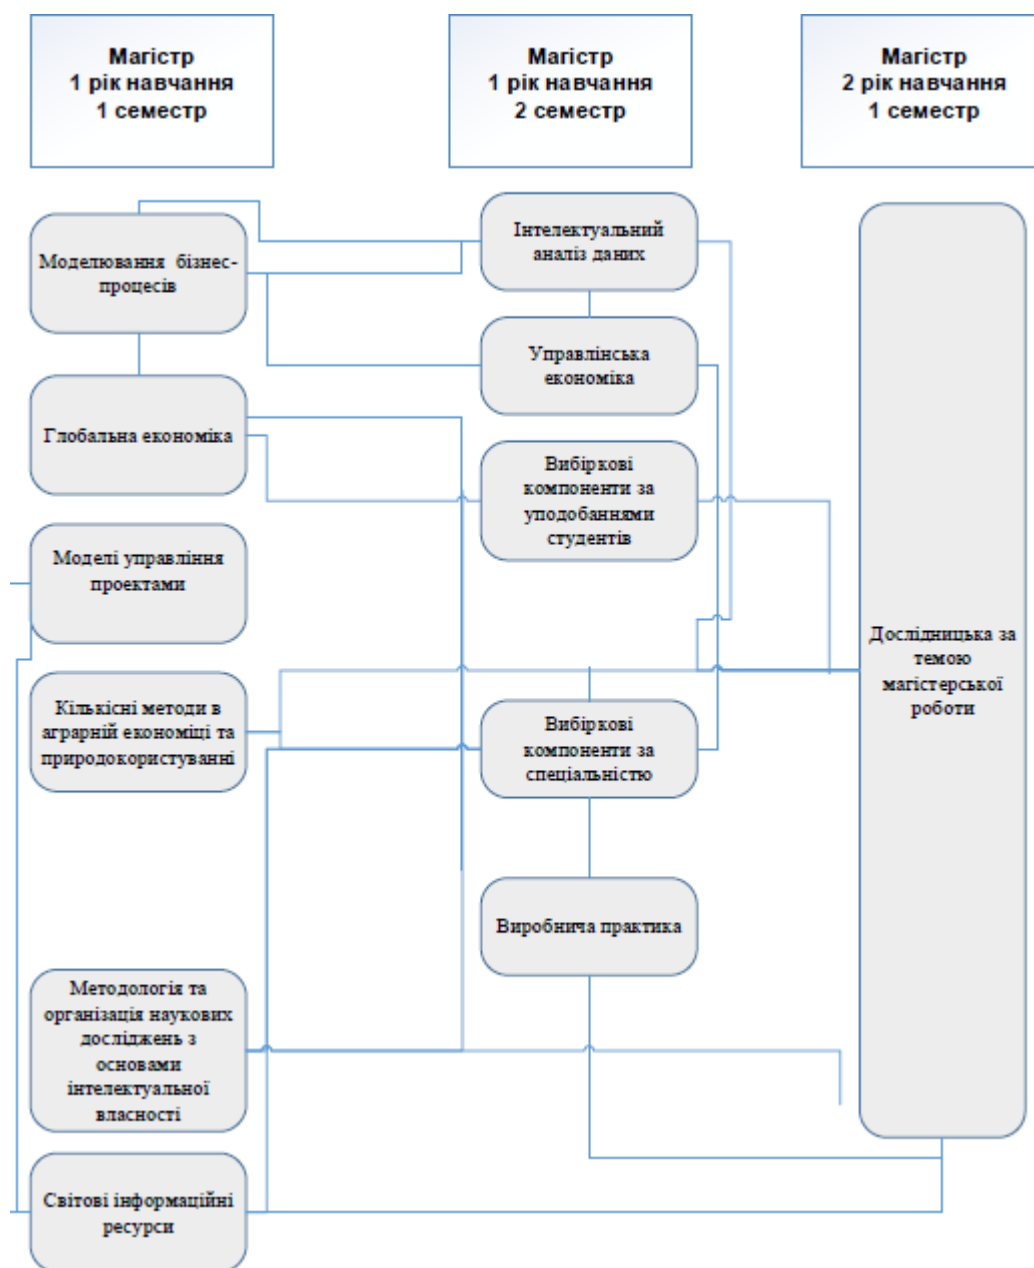 Магістр
1 рік навчання
1 семестр
Магістр
1 рік навчання
2 семестр
Магістр
2 рік навчання
1 семестр
Моделювання бізнес-
процесів
Глобальна економіка
Моделі управління
проектами
Кількісні методи в
аграрній економіці та
природокористуванні
Методологія та
організація наукових
досліджень з
основами
інтелектуальної
власності
Світові інформаційні
ресурси
Інтелектуальний
аналіз даних
Управлінська
економіка
Вибіркові
компоненти за
уподобаннями
студентів
Вибіркові
компоненти за
спеціальністю
Виробнича практика
Дослідницька за
темою
магістерської
роботи